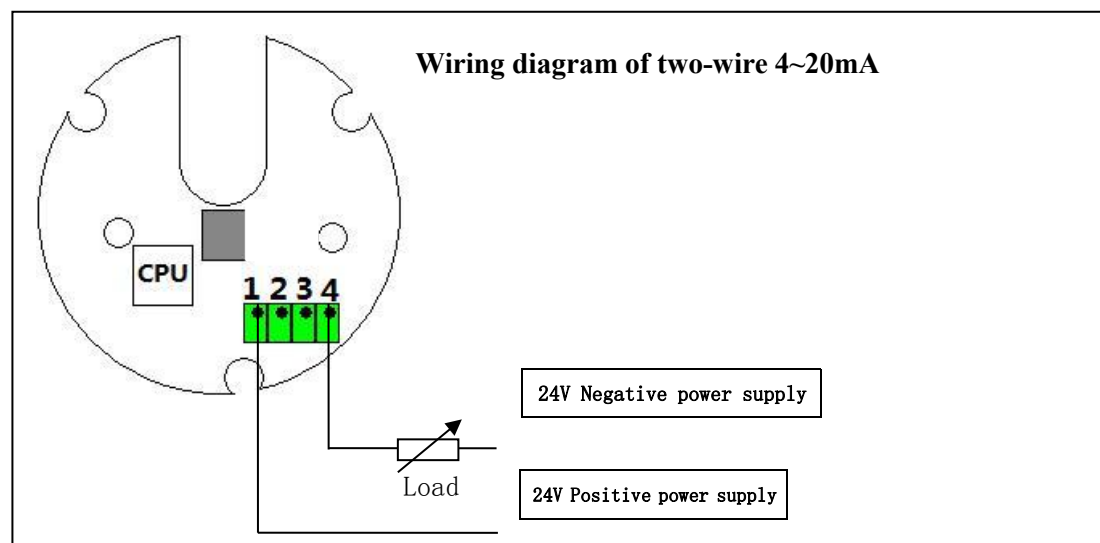 Wiring diagram of two-wire 4~20mA
CPU
1 2 3 4
24V Negative power supply
Load
24V Positive power supply